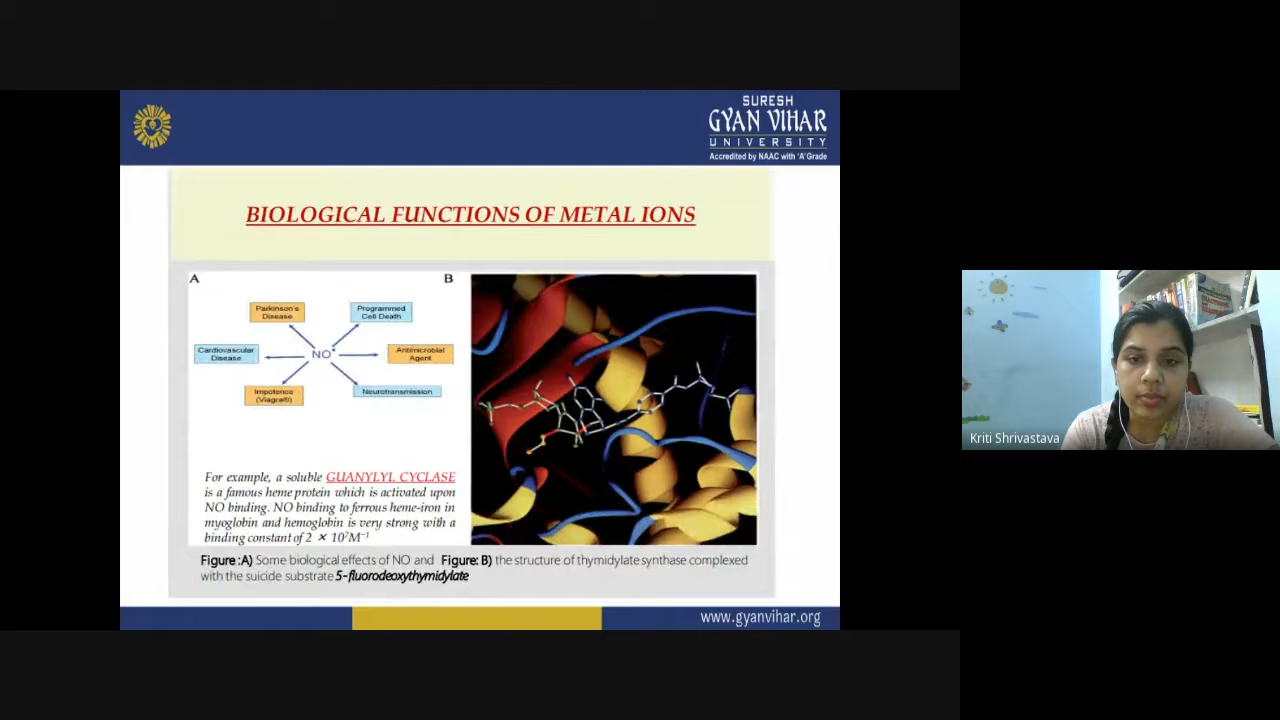 SURESH
GYAN VIHAR
UNIVERSITY
Accredited by NAAC with 'A' Grade
BIOLOGICAL FUNCTIONS OF METAL IONS
A
B
Parkinson's
Disease
Programmed
Cell Death
Cardiovascular
Disease
NO•
Antimicrobial
Agent
Impotence
(Viagra!!)
Neurotransmission
For example, a soluble GUANYLYL CYCLASE
is a famous heme protein which is activated upon
NO binding. NO binding to ferrous heme-iron in
myoglobin and hemoglobin is very strong with a
binding constant of 2 × 10⁷M⁻¹
Figure :A) Some biological effects of NO and Figure: B) the structure of thymidylate synthase complexed
with the suicide substrate 5-fluorodeoxythymidylate
www.gyanvihar.org
Kriti Shrivastava